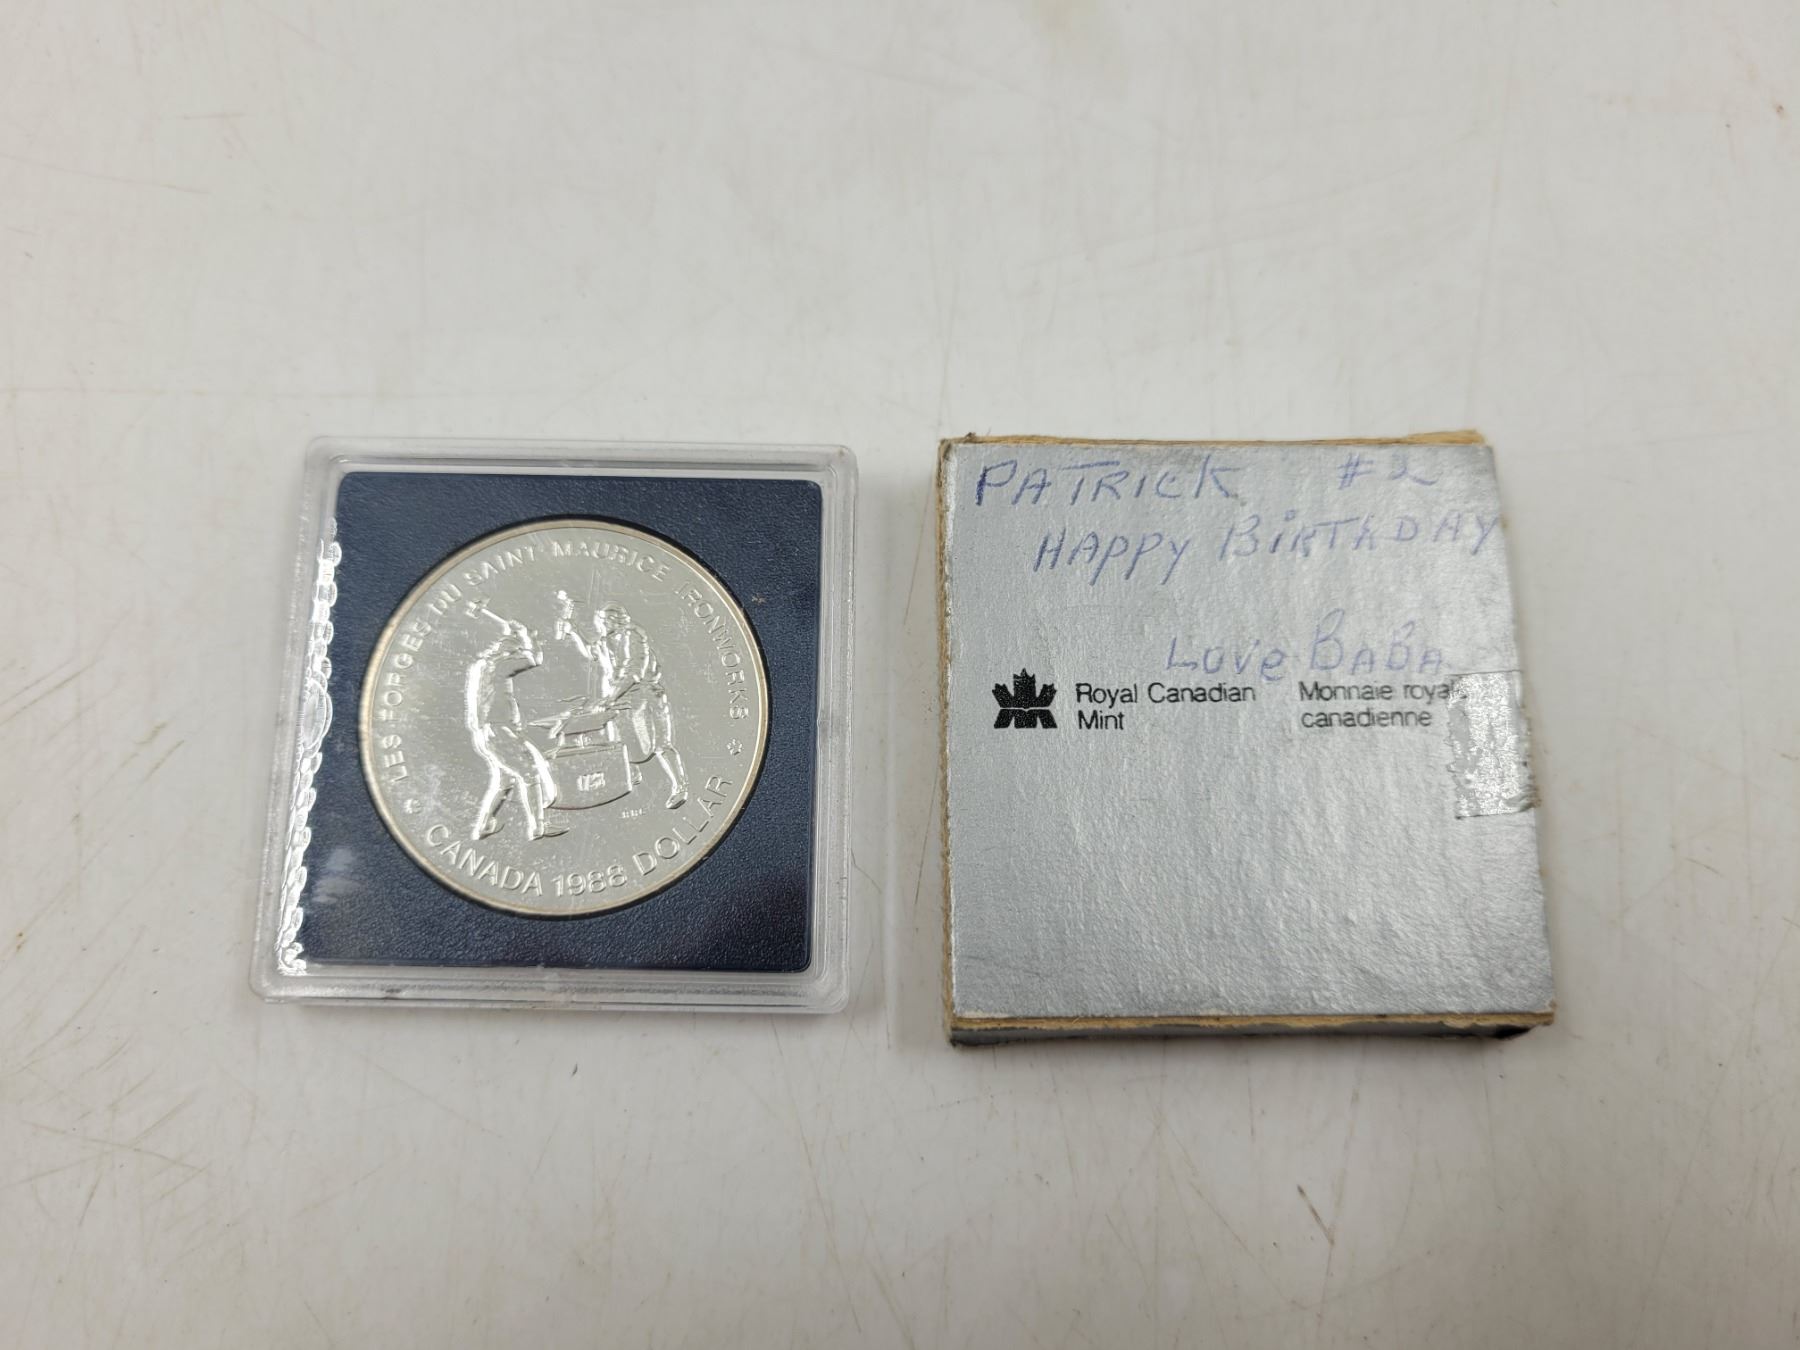 LES FORGES DU SAINT-MAURICE IRONWORKS
CANADA 1988 DOLLAR
PATRICK #2
HAPPY BIRTHDAY
LOVE BABA
Royal Canadian
Mint
Monnaie royale
canadienne